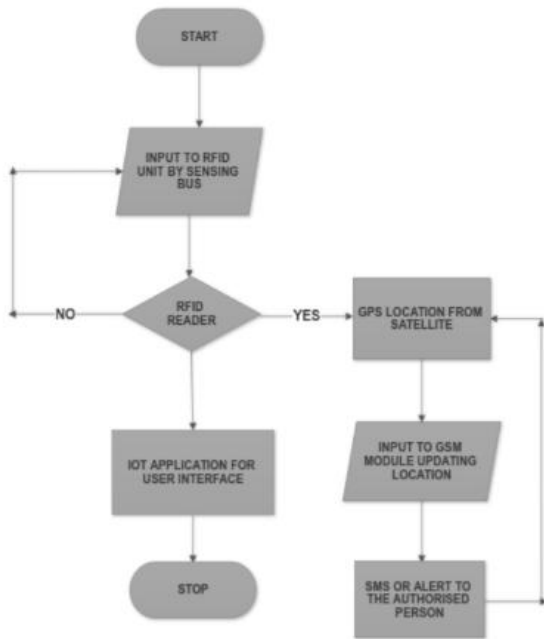 START
INPUT TO RFID
UNIT BY SENSING
BUS
RFID
READER
NO
YES
GPS LOCATION FROM
SATELLITE
IOT APPLICATION FOR
USER INTERFACE
INPUT TO GSM
MODULE UPDATING
LOCATION
STOP
SMS OR ALERT TO
THE AUTHORISED
PERSON